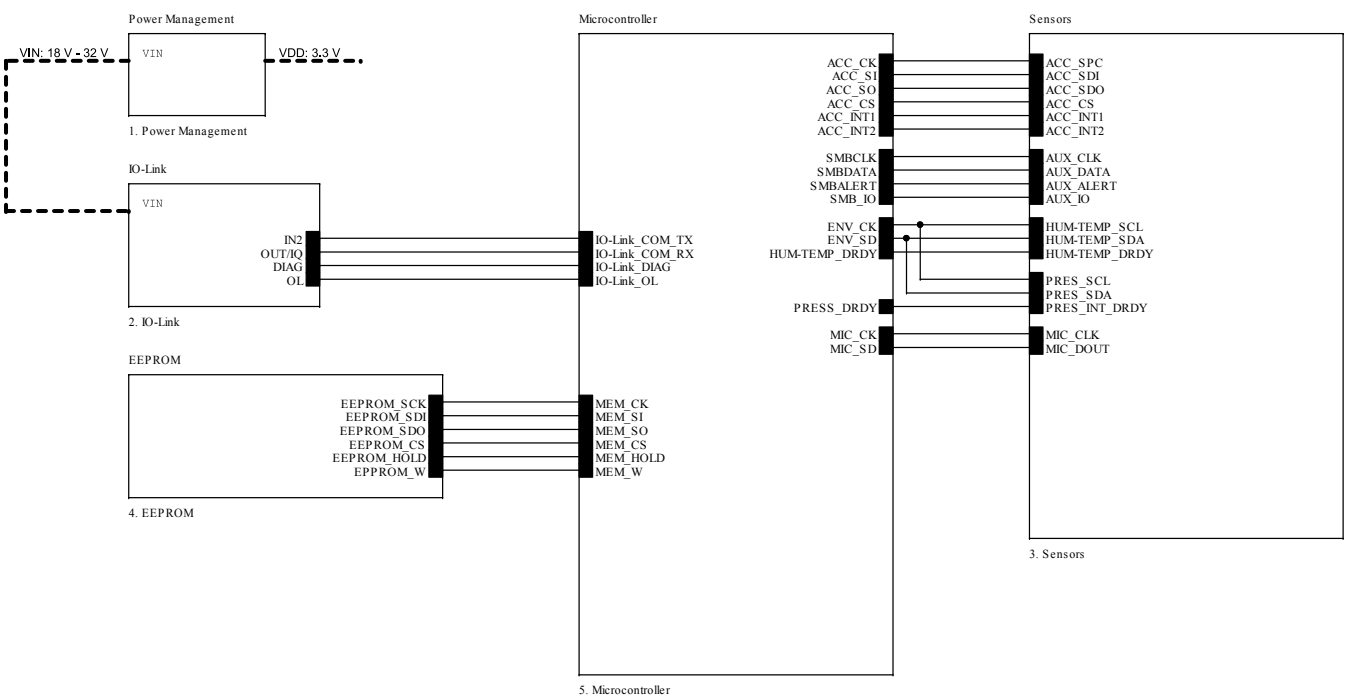 Power Management
VIN: 18 V - 32 V
VIN
VDD: 3.3 V
1. Power Management
IO-Link
VIN
IN2
OUT/IQ
DIAG
OL
2. IO-Link
EEPROM
EEPROM_SCK
EEPROM_SDI
EEPROM_SDO
EEPROM_CS
EEPROM_HOLD
EPPROM_W
4. EEPROM
Microcontroller
IO-Link_COM_TX
IO-Link_COM_RX
IO-Link_DIAG
IO-Link_OL
MEM_CK
MEM_SI
MEM_SO
MEM_CS
MEM_HOLD
MEM_W
ACC_CK
ACC_SI
ACC_SO
ACC_CS
ACC_INT1
ACC_INT2
SMBCLK
SMBDATA
SMBALERT
SMB_IO
ENV_CK
ENV_SD
HUM-TEMP_DRDY
PRESS_DRDY
MIC_CK
MIC_SD
5. Microcontroller
Sensors
ACC_SPC
ACC_SDI
ACC_SDO
ACC_CS
ACC_INT1
ACC_INT2
AUX_CLK
AUX_DATA
AUX_ALERT
AUX_IO
HUM-TEMP_SCL
HUM-TEMP_SDA
HUM-TEMP_DRDY
PRES_SCL
PRES_SDA
PRES_INT_DRDY
MIC_CLK
MIC_DOUT
3. Sensors